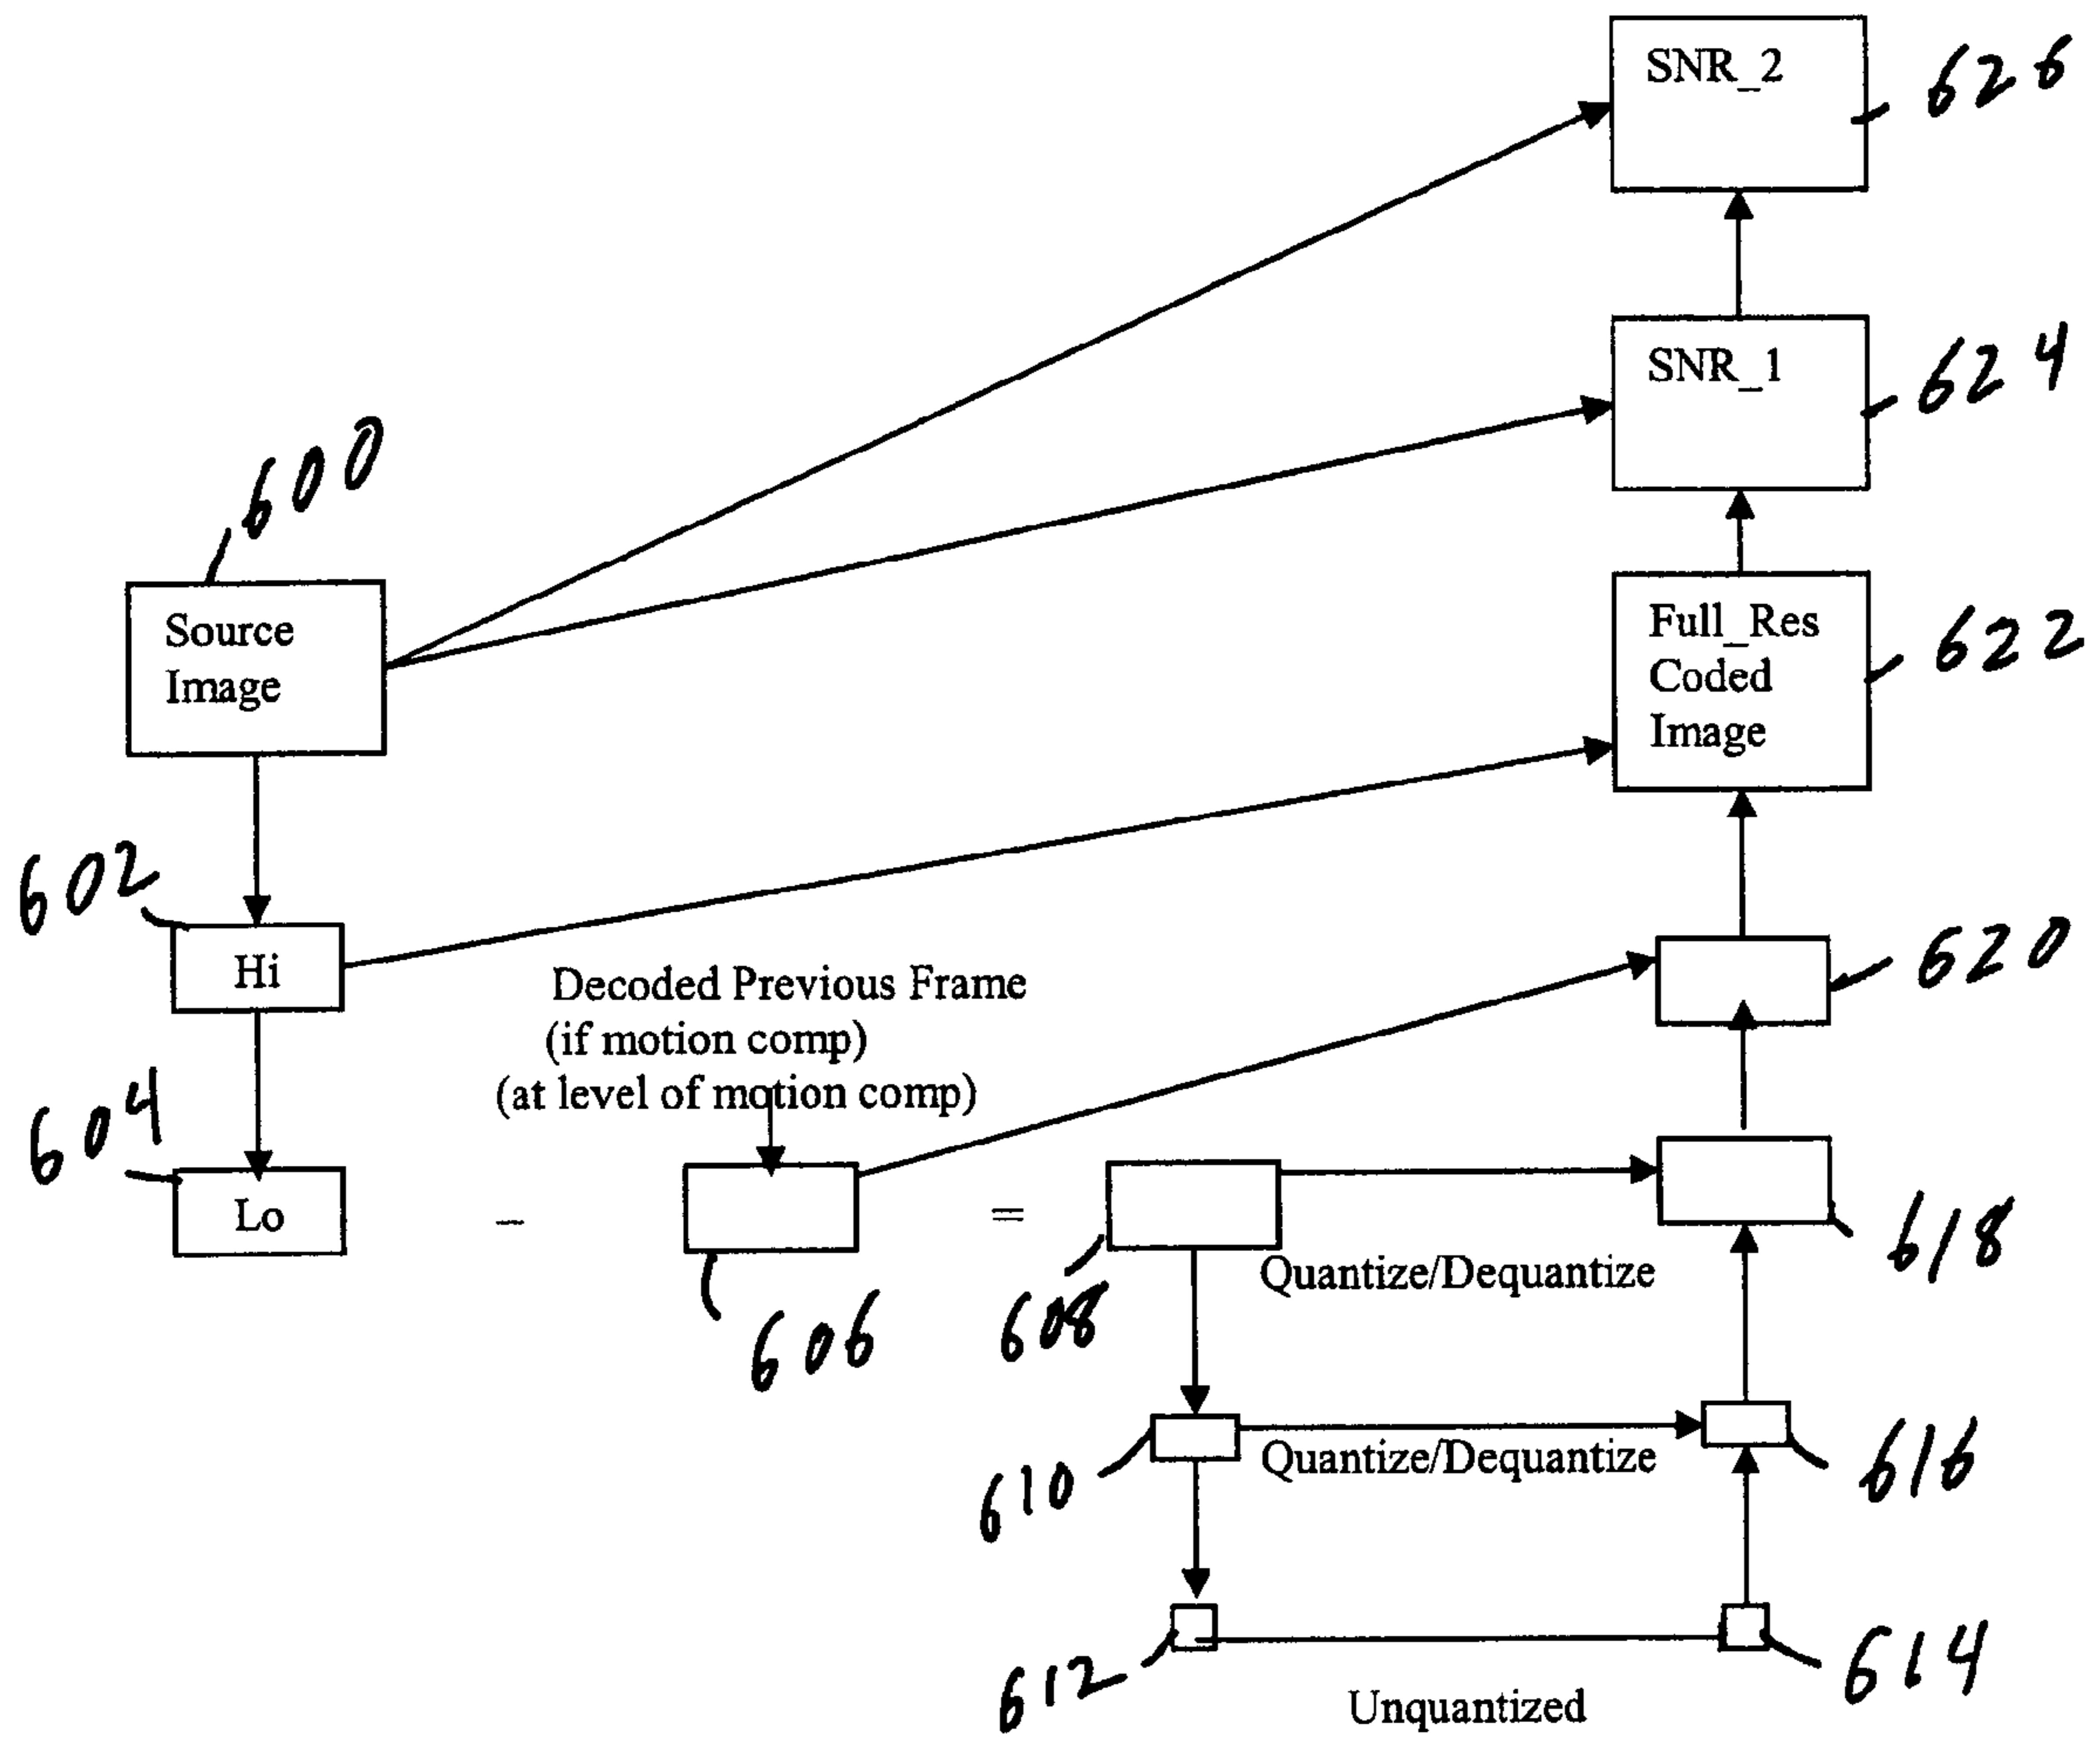 SNR_2
626
SNR_1
624
600
Source
Image
Full_Res
Coded
Image
622
602
Hi
620
Decoded Previous Frame
(if motion comp)
(at level of motion comp)
604
Lo
–
=
618
Quantize/Dequantize
606
608
Quantize/Dequantize
610
616
612
614
Unquantized